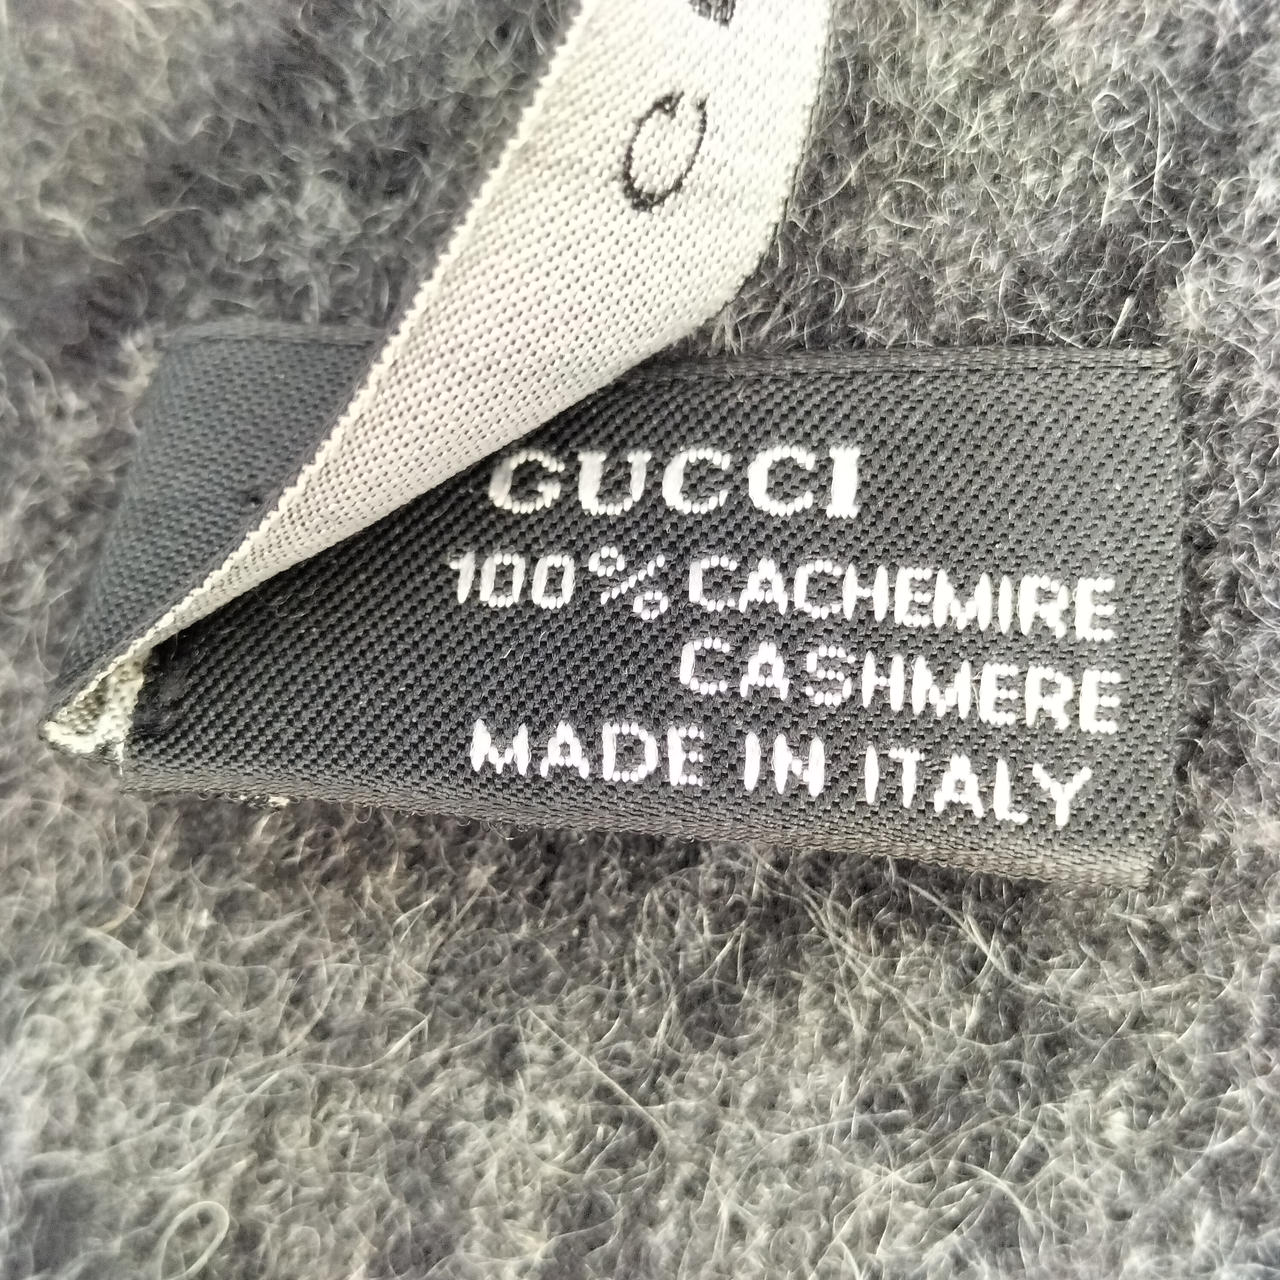 GUCCI
100% CACHEMIRE
CASHMERE
MADE IN ITALY